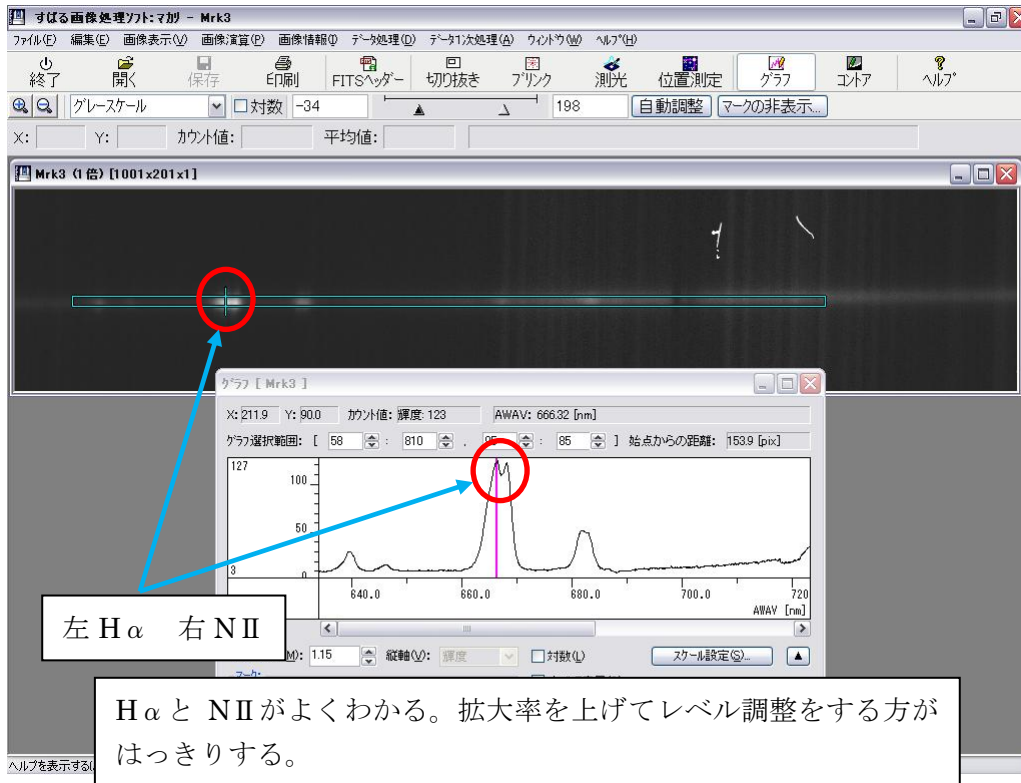 すばる画像処理ソフト:マカリ - Mrk3
ファイル(F) 編集(E) 画像表示(V) 画像演算(P) 画像情報(I) データ処理(D) データ1次処理(A) ウィンドウ(W) ヘルプ(H)
終了 開く 保存 印刷 FITSヘッダー 切り抜き ブリンク 測光 位置測定 グラフ コントア ヘルプ
グレースケール 対数 -34 198 自動調整 マークの非表示...
X: Y: カウント値: 平均値:
Mrk3 (1倍) [1001x201x1]
グラフ [ Mrk3 ]
X: 211.9 Y: 90.0 カウント値: 輝度: 123 AWAV: 666.32 [nm]
グラフ選択範囲: [ 58 : 810 , 95 : 85 ] 始点からの距離: 153.9 [pix]
127
100
50
3
0
640.0 660.0 680.0 700.0 720
AWAV [nm]
左 Hα 右 NⅡ
M): 1.15 縦軸(V): 輝度 対数(L) スケール設定(S)...
マーク:
Hαと NⅡがよくわかる。拡大率を上げてレベル調整をする方が
はっきりする。
ヘルプを表示する(